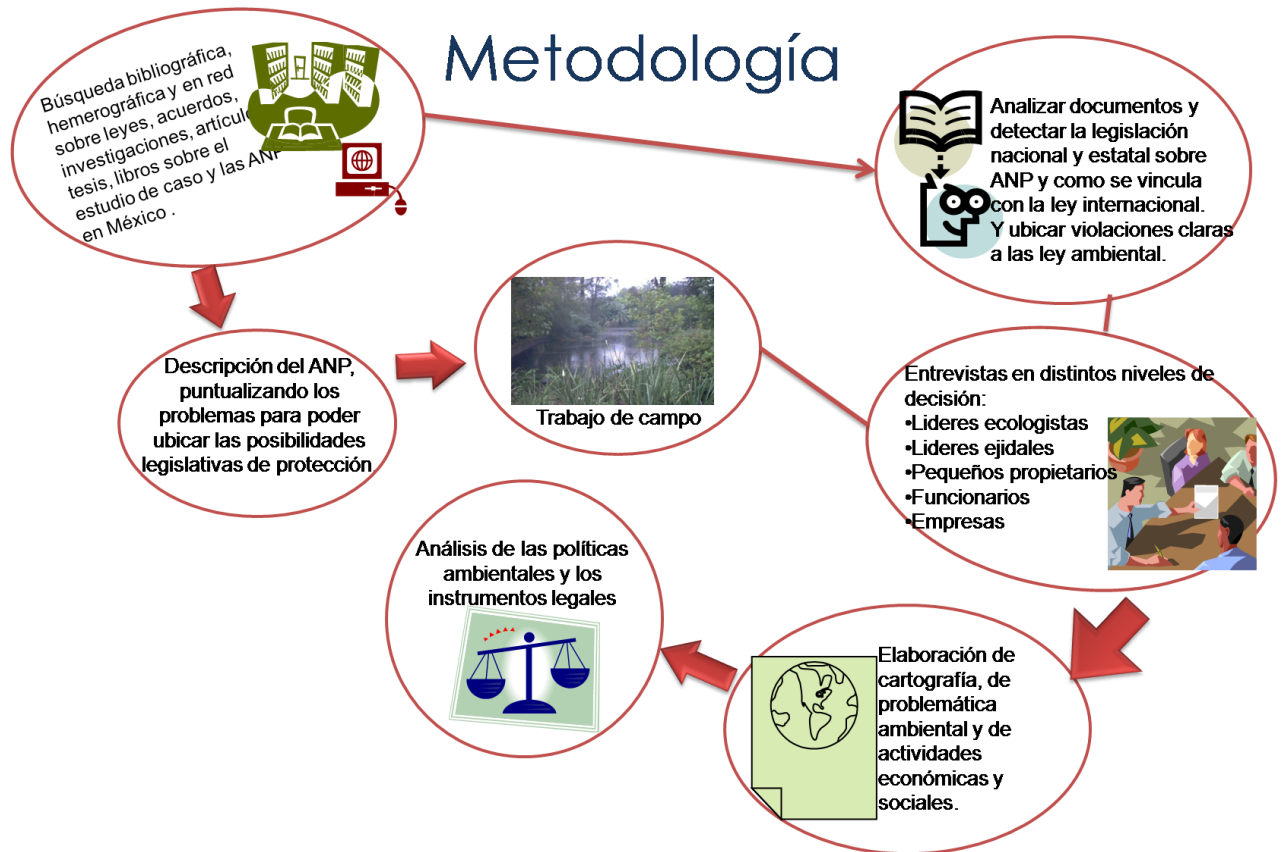 Metodología
Búsqueda bibliográfica,
hemerográfica y en red
sobre leyes, acuerdos,
investigaciones, artículo
tesis, libros sobre el
estudio de caso y las ANP
en México .
Analizar documentos y
detectar la legislación
nacional y estatal sobre
ANP y como se vincula
con la ley internacional.
Y ubicar violaciones claras
a las ley ambiental.
Descripción del ANP,
puntualizando los
problemas para poder
ubicar las posibilidades
legislativas de protección
Trabajo de campo
Entrevistas en distintos niveles de
decisión:
•Lideres ecologistas
•Lideres ejidales
•Pequeños propietarios
•Funcionarios
•Empresas
Elaboración de
cartografía, de
problemática
ambiental y de
actividades
económicas y
sociales.
Análisis de las políticas
ambientales y los
instrumentos legales